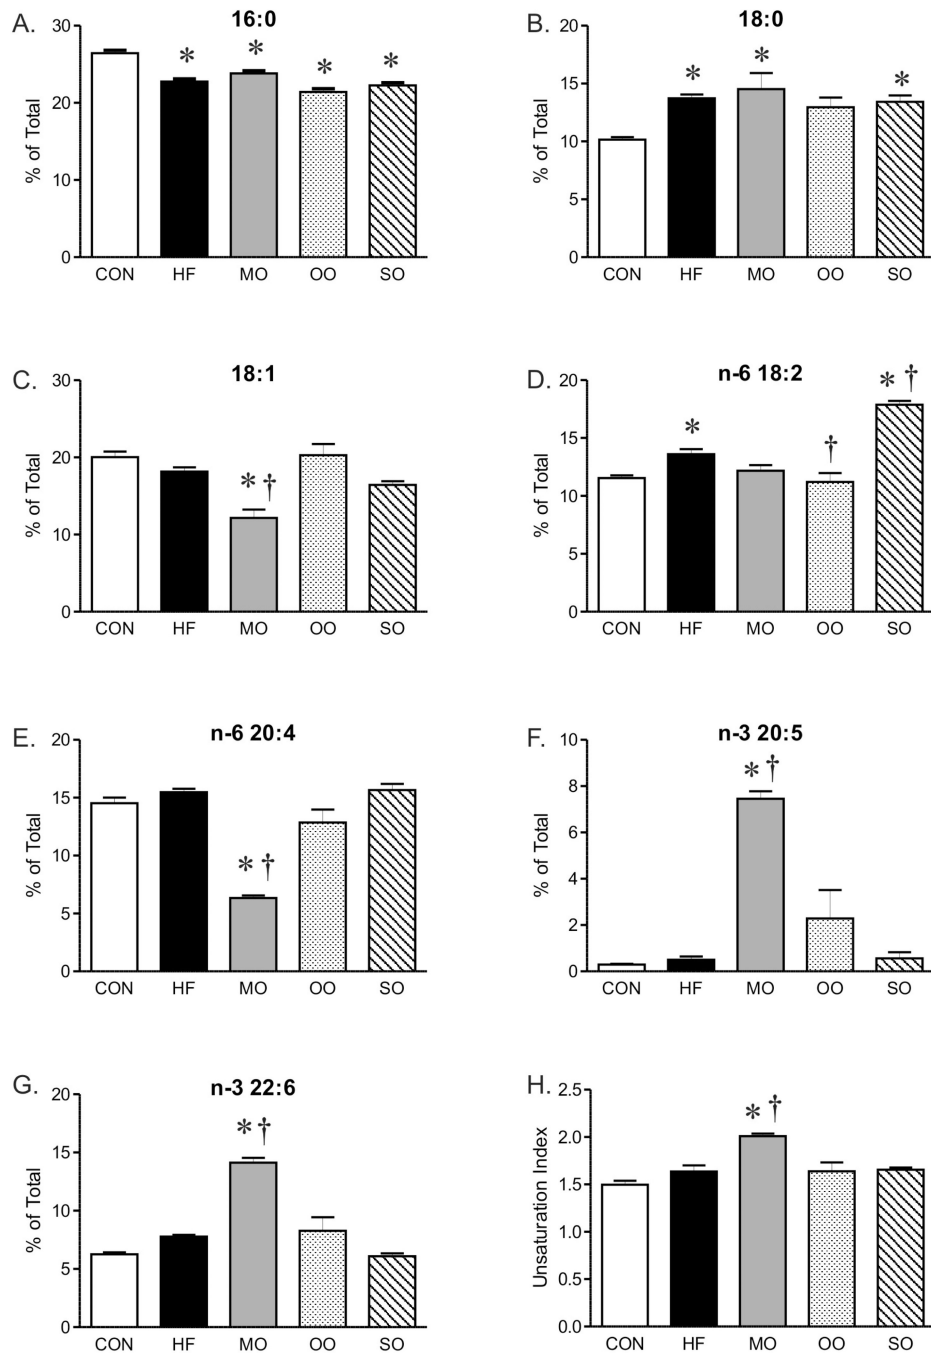 A.
16:0
30
20
10
0
% of Total
* * * *
CON HF MO OO SO
B.
18:0
20
15
10
5
0
% of Total
* * *
CON HF MO OO SO
C.
18:1
30
20
10
0
% of Total
* †
CON HF MO OO SO
D.
n-6 18:2
20
15
10
5
0
% of Total
* † * †
CON HF MO OO SO
E.
n-6 20:4
20
15
10
5
0
% of Total
* †
CON HF MO OO SO
F.
n-3 20:5
10
8
6
4
2
0
% of Total
* †
CON HF MO OO SO
G.
n-3 22:6
20
15
10
5
0
% of Total
* †
CON HF MO OO SO
H.
2.5
2.0
1.5
1.0
0.5
0.0
Unsaturation Index
* †
CON HF MO OO SO